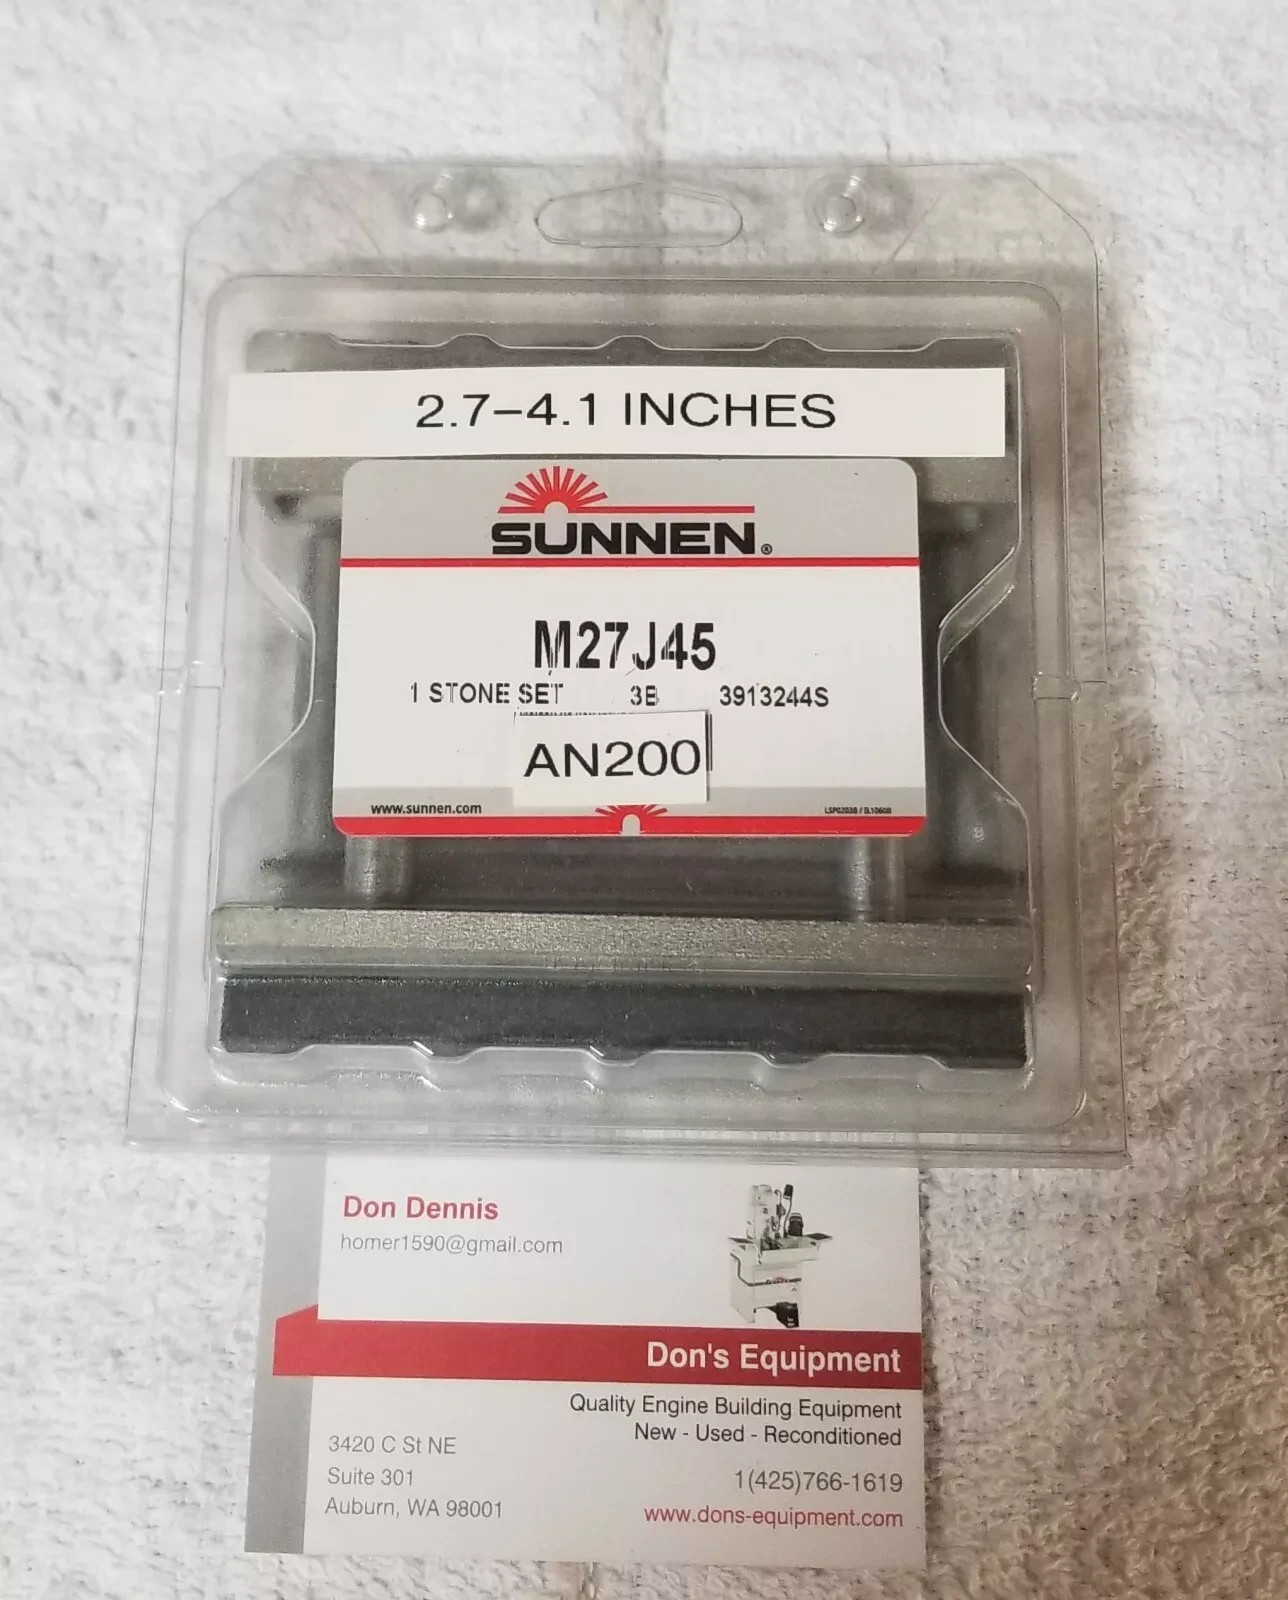 2.7–4.1 INCHES
SUNNEN®
M27J45
1 STONE SET 3B 3913244S
AN200
www.sunnen.com LSP0203B / IL1060B
Don Dennis
homer1590@gmail.com
Don's Equipment
Quality Engine Building Equipment
New - Used - Reconditioned
3420 C St NE
Suite 301
Auburn, WA 98001
1(425)766-1619
www.dons-equipment.com